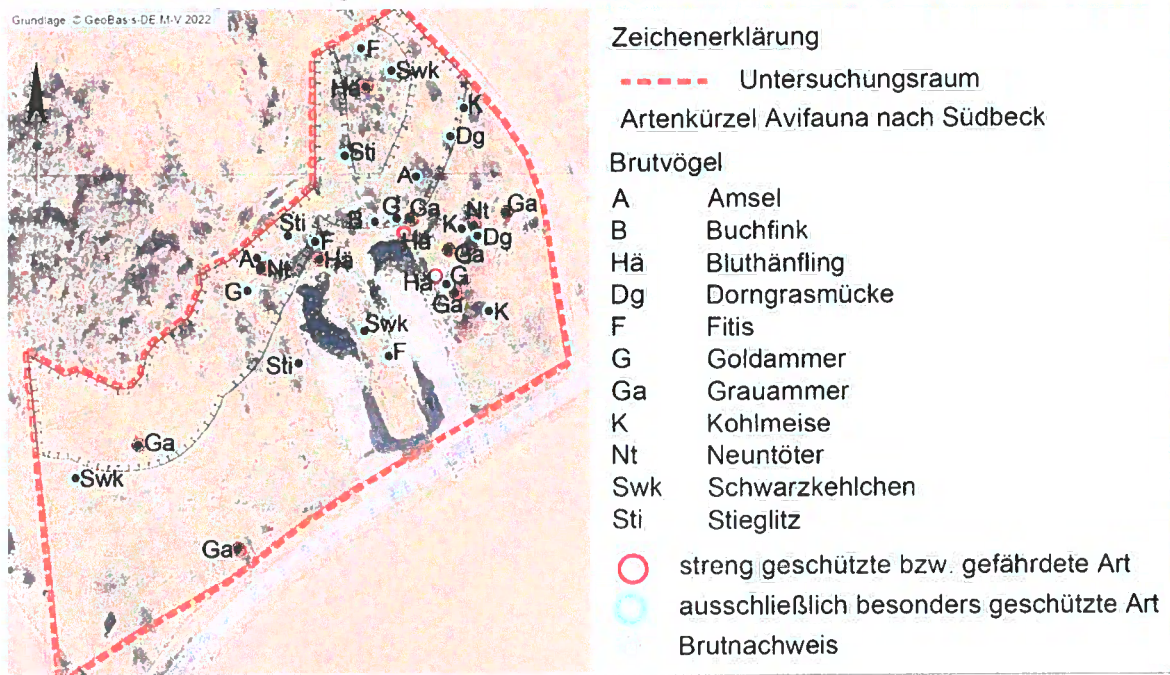 Grundlage © GeoBas s-DE M-V 2022
F
Swk
Hä
K
Dg
Sti
A
G
Ga
B
Hä
K
Nt
Ga
Dg
Ga
Sti
F
A
Nt
Hä
G
Hä
G
Ga
K
Swk
F
Sti
Ga
Swk
Ga
Zeichenerklärung
Untersuchungsraum
Artenkürzel Avifauna nach Südbeck
Brutvögel
A Amsel
B Buchfink
Hä Bluthänfling
Dg Dorngrasmücke
F Fitis
G Goldammer
Ga Grauammer
K Kohlmeise
Nt Neuntöter
Swk Schwarzkehlchen
Sti Stieglitz
streng geschützte bzw. gefährdete Art
ausschließlich besonders geschützte Art
Brutnachweis